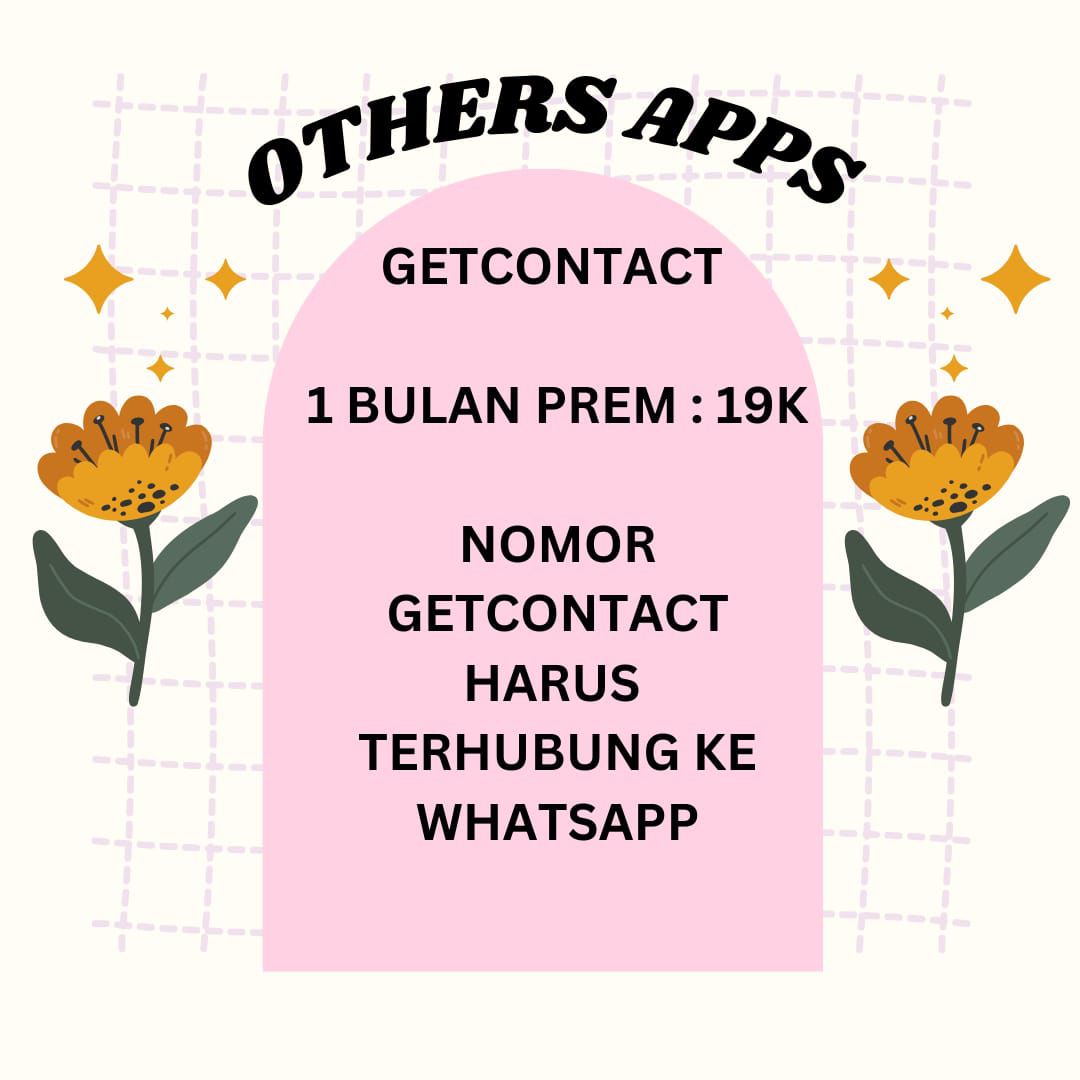 OTHERS APPS
GETCONTACT
1 BULAN PREM : 19K
NOMOR
GETCONTACT
HARUS
TERHUBUNG KE
WHATSAPP